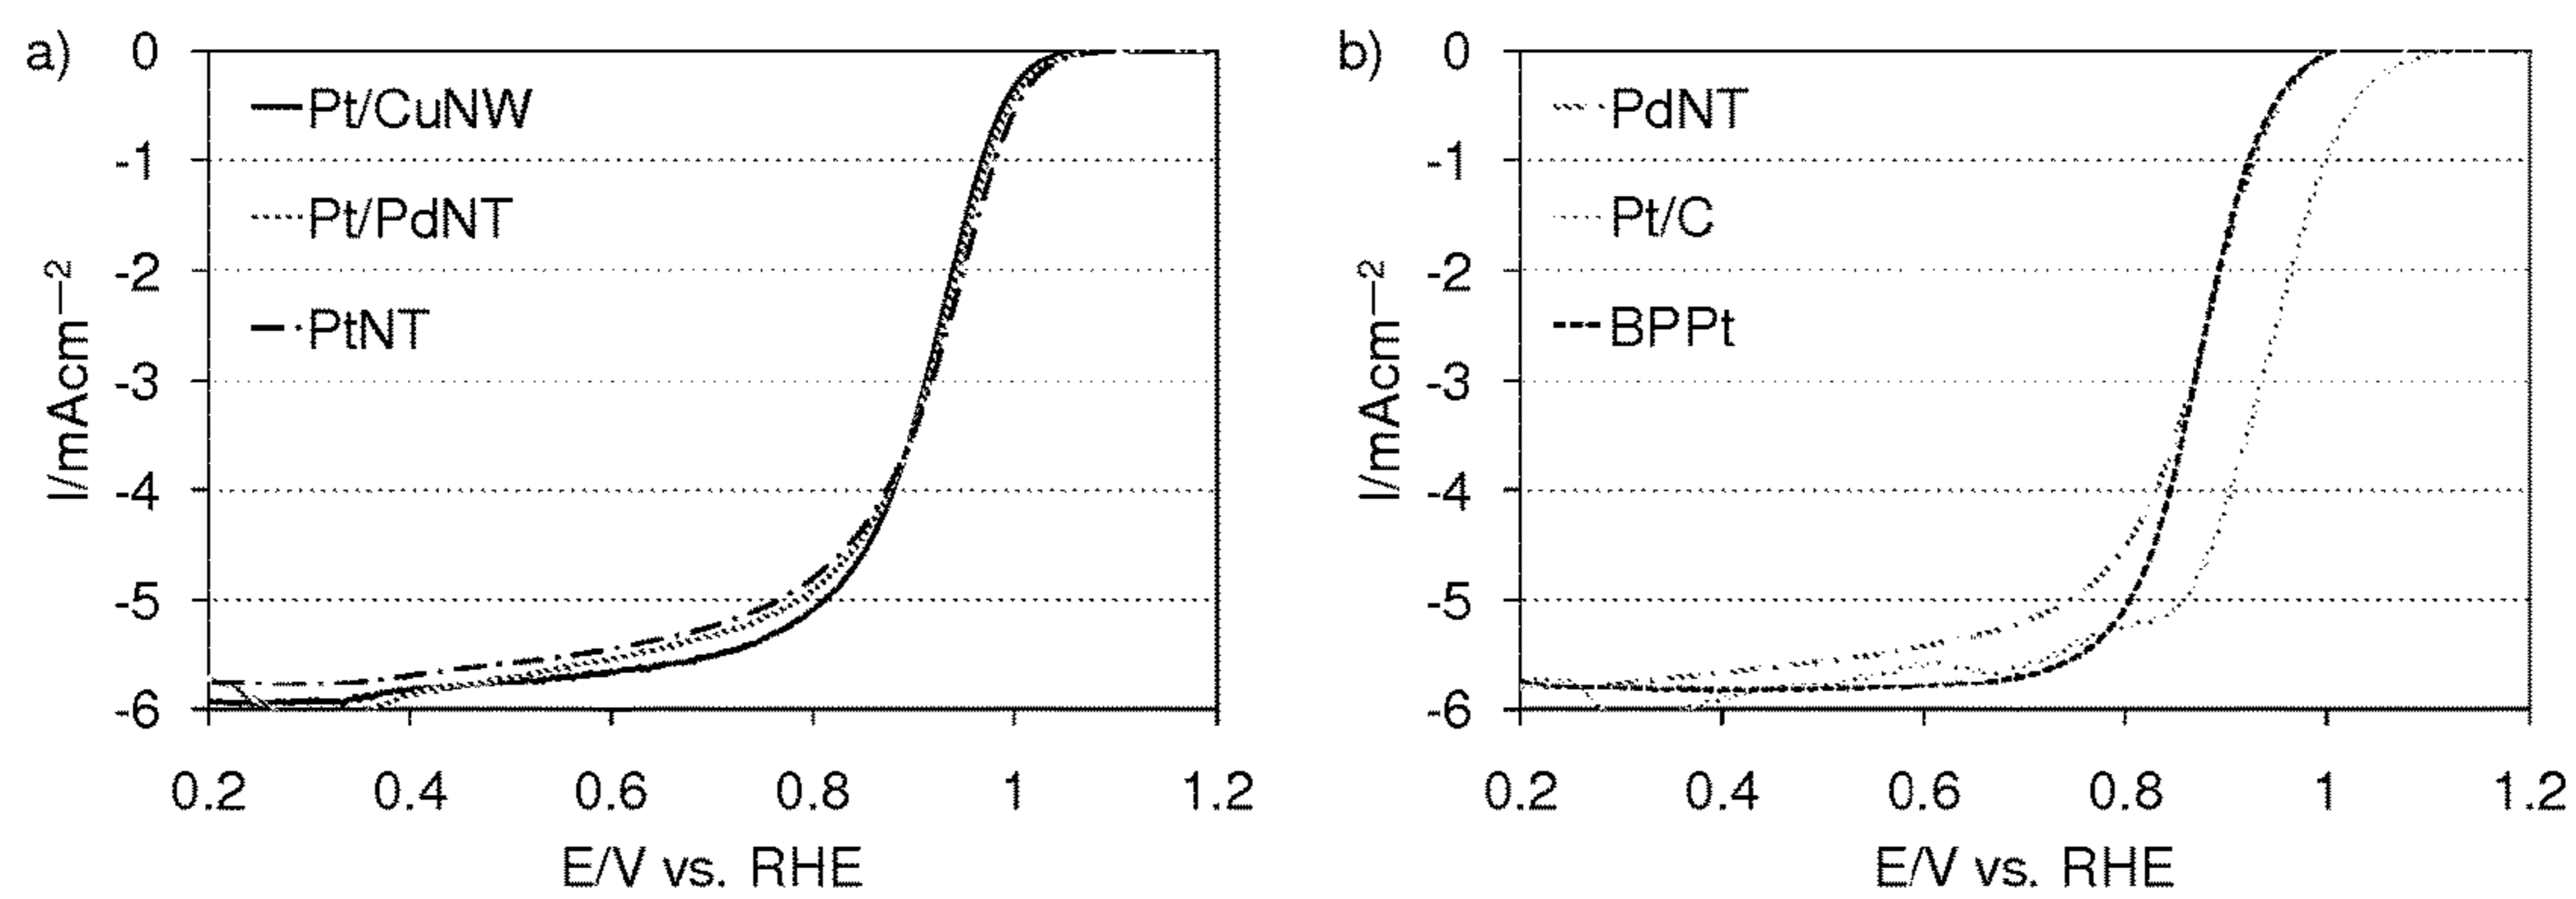 a)
0
-1
-2
-3
-4
-5
-6
I/mAcm−2
Pt/CuNW
Pt/PdNT
PtNT
0.2 0.4 0.6 0.8 1 1.2
E/V vs. RHE
b)
0
-1
-2
-3
-4
-5
-6
I/mAcm−2
PdNT
Pt/C
BPPt
0.2 0.4 0.6 0.8 1 1.2
E/V vs. RHE